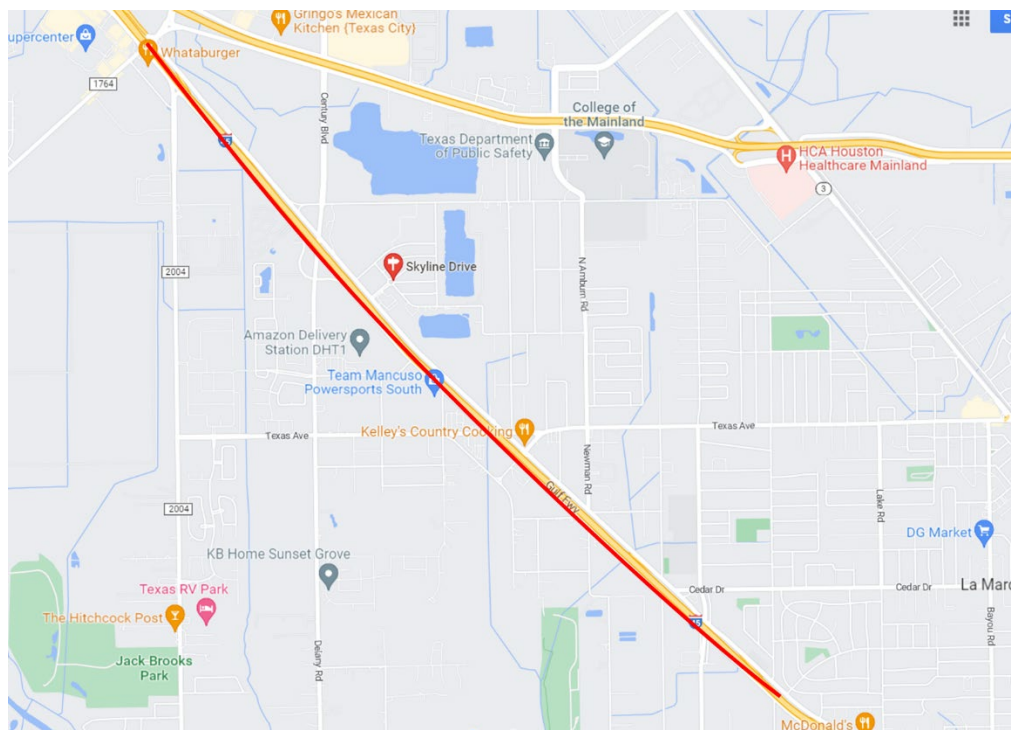 Gringo's Mexican
Kitchen {Texas City}
upercenter
Whataburger
1764
Century Blvd
45
College of
the Mainland
Texas Department
of Public Safety
HCA Houston
Healthcare Mainland
3
2004
Skyline Drive
N Amburn Rd
Amazon Delivery
Station DHT1
Team Mancuso
Powersports South
Kelley's Country Cooking
Texas Ave
Texas Ave
Newman Rd
Gulf Fwy
Lake Rd
2004
DG Market
KB Home Sunset Grove
Texas RV Park
Cedar Dr
Cedar Dr
La Marc
The Hitchcock Post
45
Bayou Rd
Jack Brooks
Park
Delany Rd
McDonald's
S